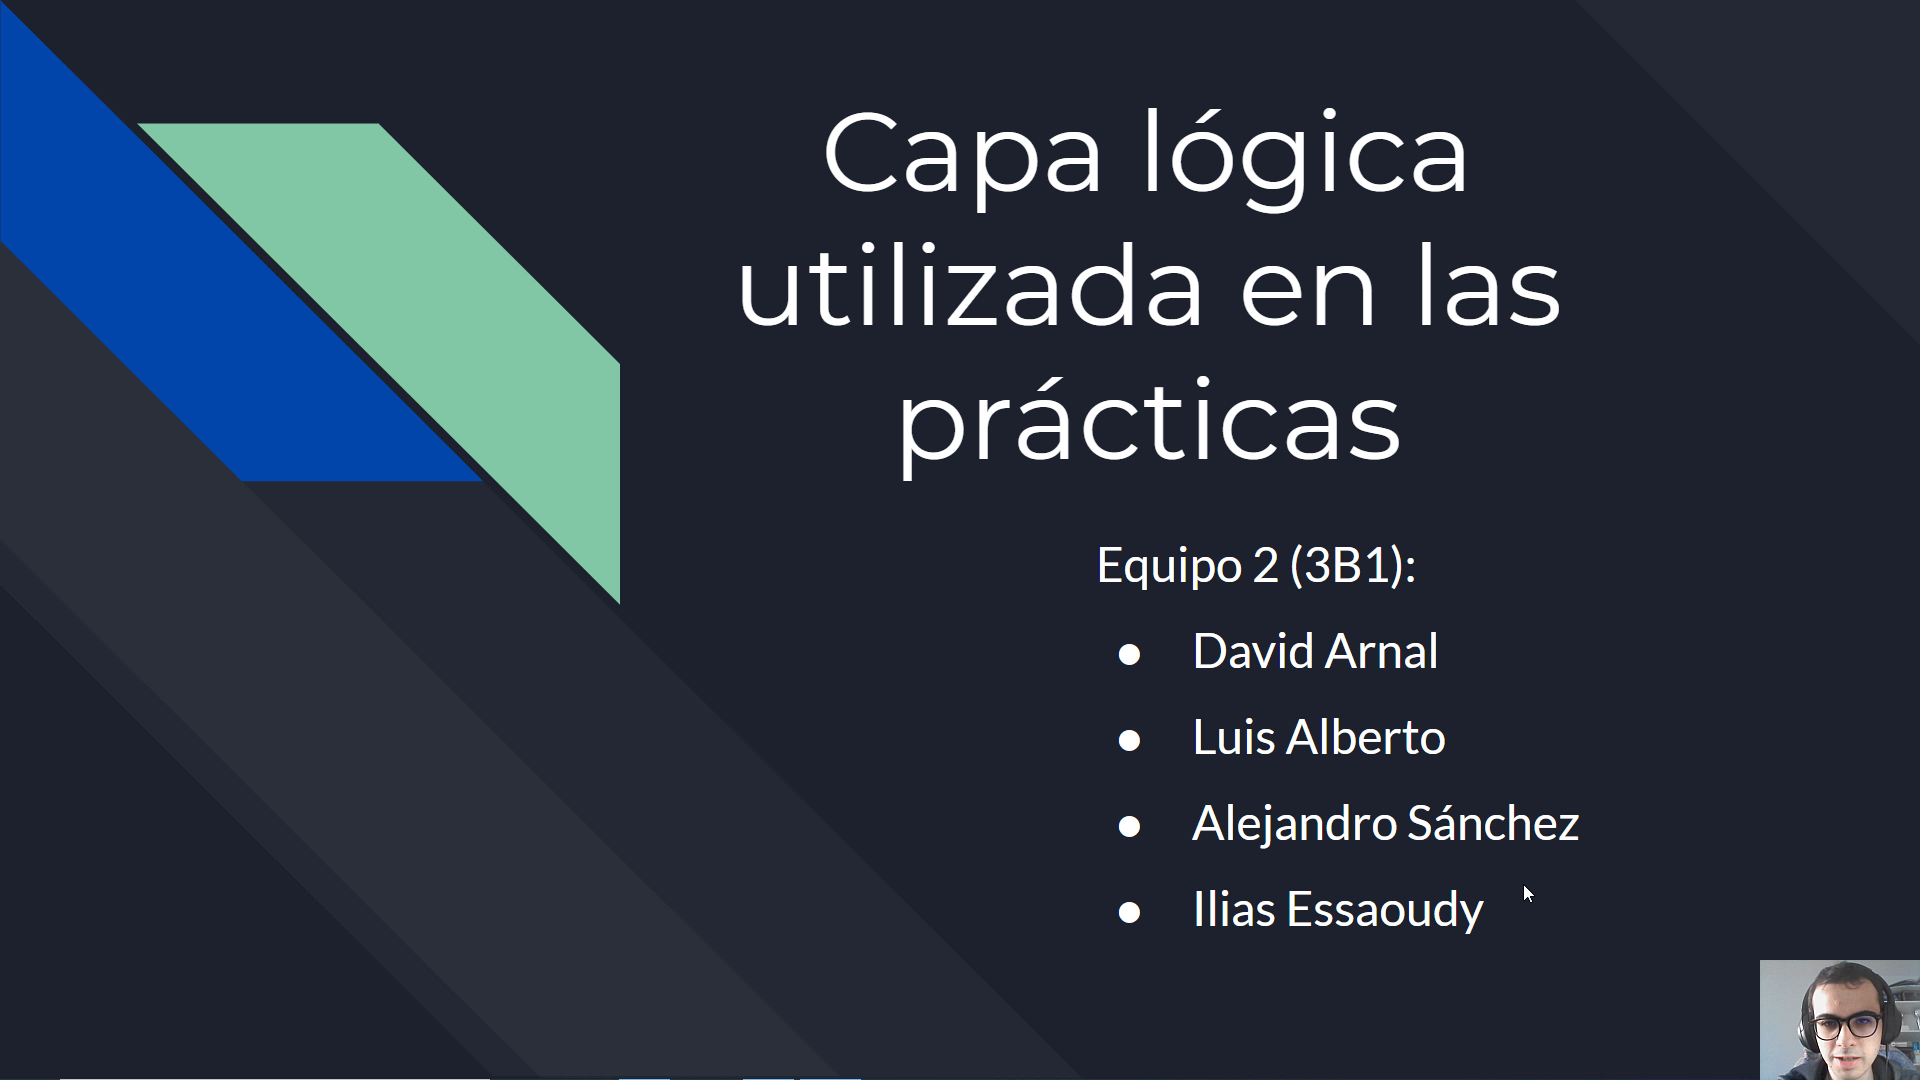 Capa lógica
utilizada en las
prácticas
Equipo 2 (3B1):
● David Arnal
● Luis Alberto
● Alejandro Sánchez
● Ilias Essaoudy